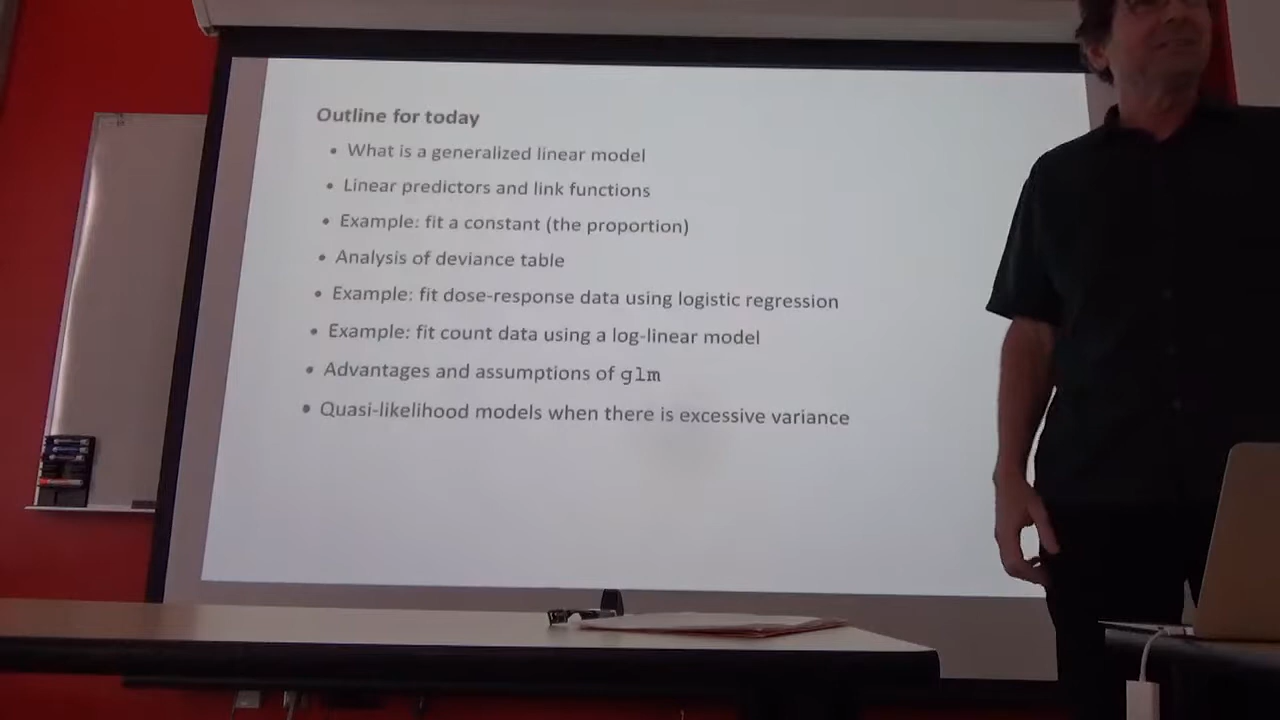 Outline for today
• What is a generalized linear model
• Linear predictors and link functions
• Example: fit a constant (the proportion)
• Analysis of deviance table
• Example: fit dose-response data using logistic regression
• Example: fit count data using a log-linear model
• Advantages and assumptions of glm
• Quasi-likelihood models when there is excessive variance